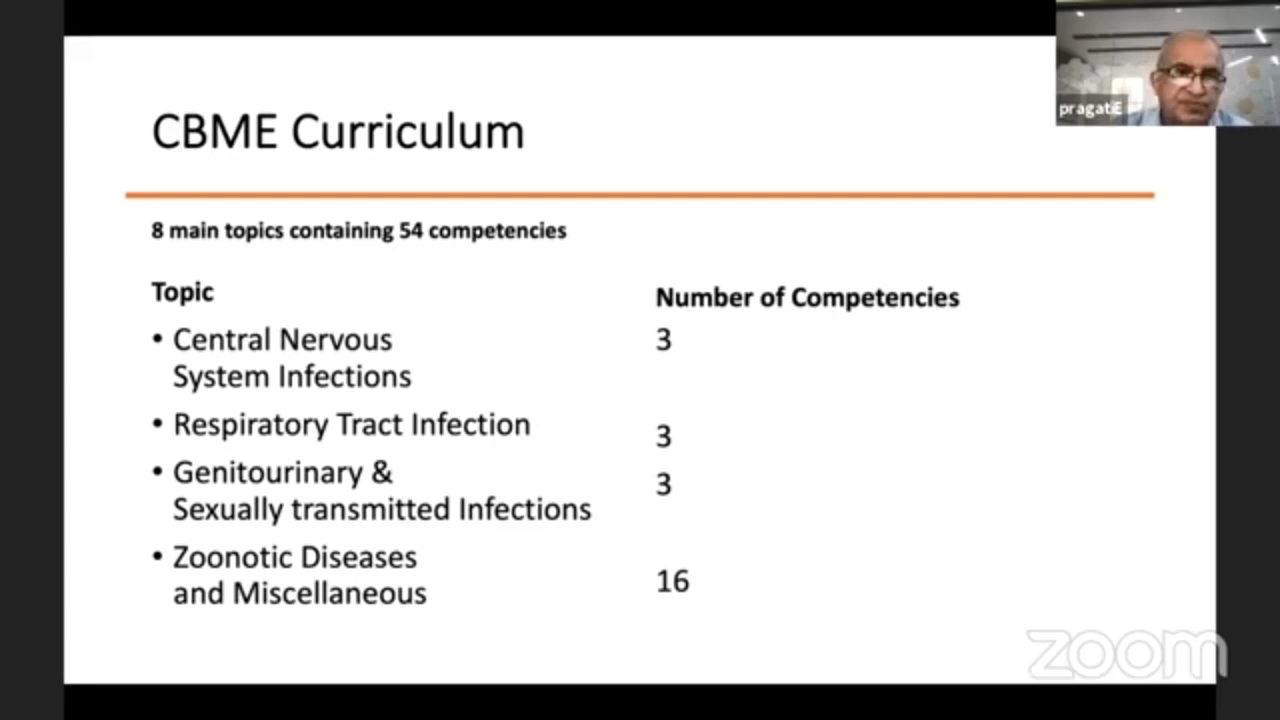 CBME Curriculum
8 main topics containing 54 competencies
Topic
Number of Competencies
• Central Nervous
System Infections
3
• Respiratory Tract Infection
3
• Genitourinary &
Sexually transmitted Infections
3
• Zoonotic Diseases
and Miscellaneous
16
zoom